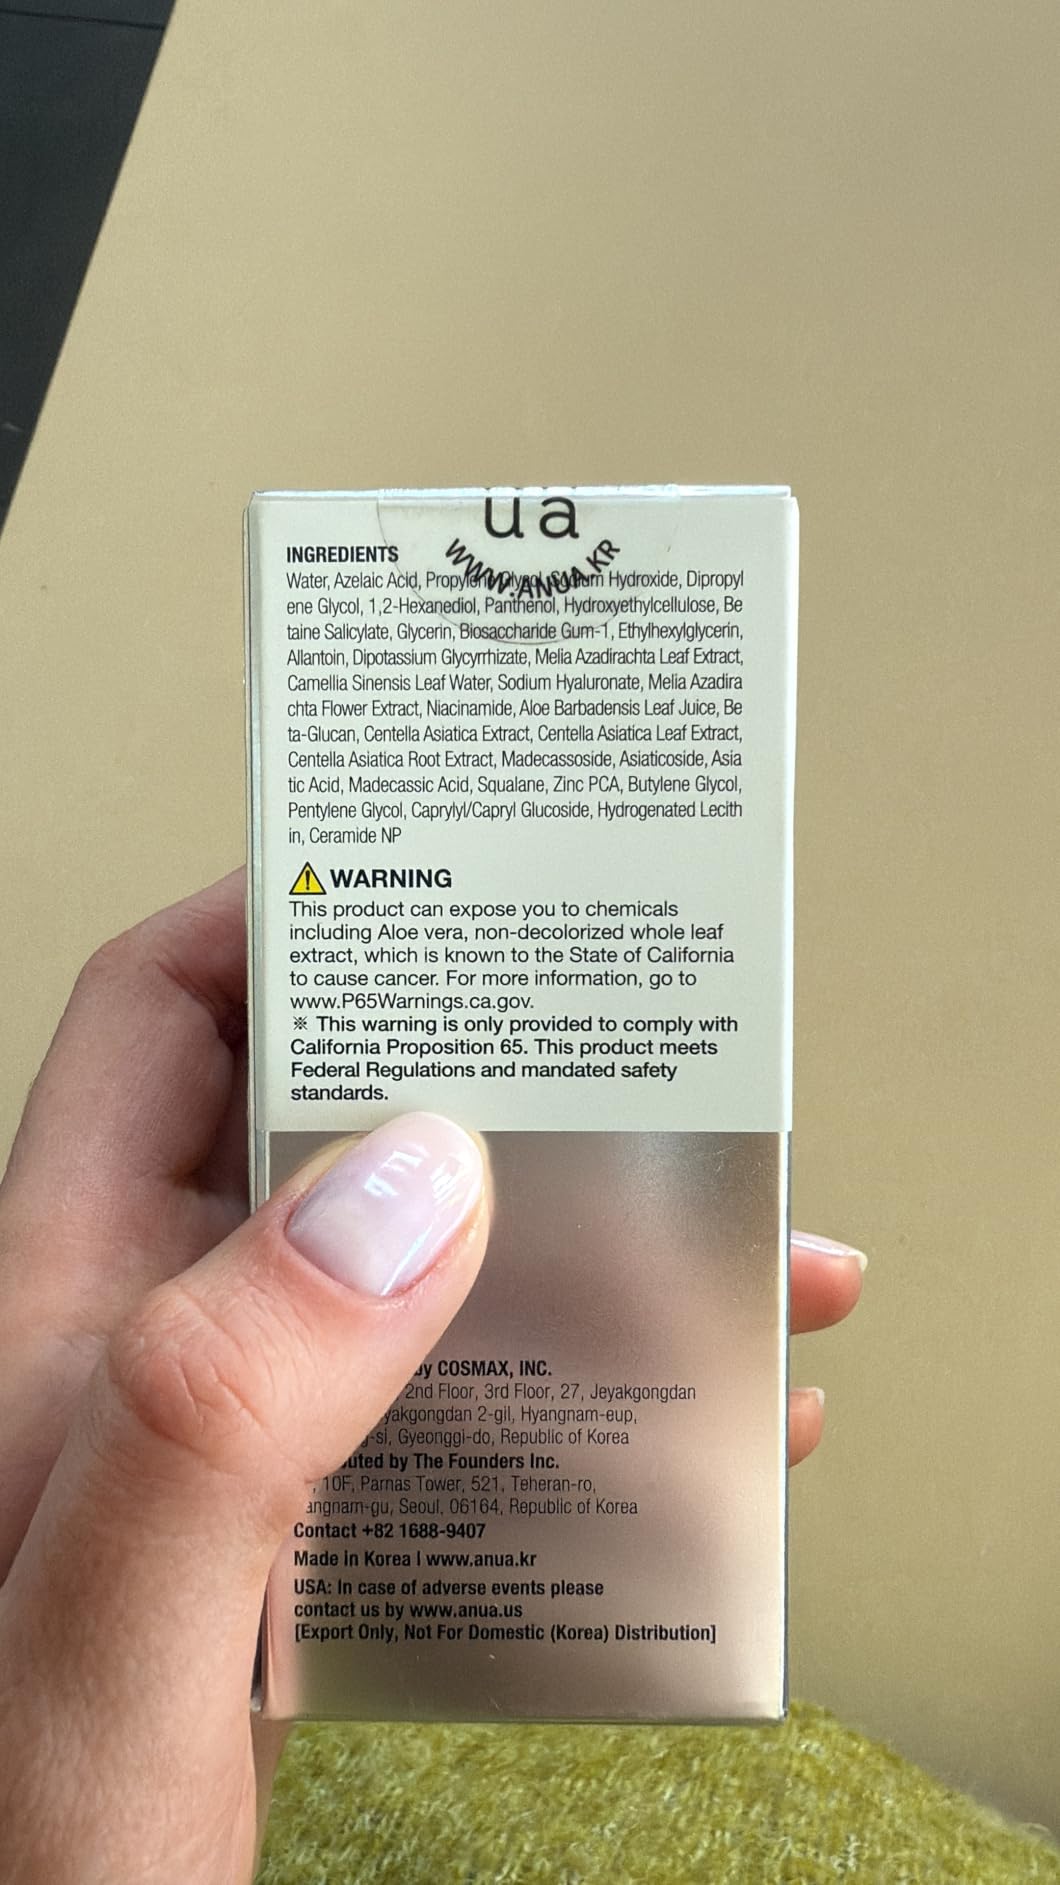 ua
WWW.ANUA.KR
INGREDIENTS
Water, Azelaic Acid, Propylene Glycol, Sodium Hydroxide, Dipropyl
ene Glycol, 1,2-Hexanediol, Panthenol, Hydroxyethylcellulose, Be
taine Salicylate, Glycerin, Biosaccharide Gum-1, Ethylhexylglycerin,
Allantoin, Dipotassium Glycyrrhizate, Melia Azadirachta Leaf Extract,
Camellia Sinensis Leaf Water, Sodium Hyaluronate, Melia Azadira
chta Flower Extract, Niacinamide, Aloe Barbadensis Leaf Juice, Be
ta-Glucan, Centella Asiatica Extract, Centella Asiatica Leaf Extract,
Centella Asiatica Root Extract, Madecassoside, Asiaticoside, Asia
tic Acid, Madecassic Acid, Squalane, Zinc PCA, Butylene Glycol,
Pentylene Glycol, Caprylyl/Capryl Glucoside, Hydrogenated Lecith
in, Ceramide NP
WARNING
This product can expose you to chemicals
including Aloe vera, non-decolorized whole leaf
extract, which is known to the State of California
to cause cancer. For more information, go to
www.P65Warnings.ca.gov.
※ This warning is only provided to comply with
California Proposition 65. This product meets
Federal Regulations and mandated safety
standards.
by COSMAX, INC.
2nd Floor, 3rd Floor, 27, Jeyakgongdan
yakgongdan 2-gil, Hyangnam-eup,
-si, Gyeonggi-do, Republic of Korea
uted by The Founders Inc.
, 10F, Parnas Tower, 521, Teheran-ro,
angnam-gu, Seoul, 06164, Republic of Korea
Contact +82 1688-9407
Made in Korea | www.anua.kr
USA: In case of adverse events please
contact us by www.anua.us
[Export Only, Not For Domestic (Korea) Distribution]